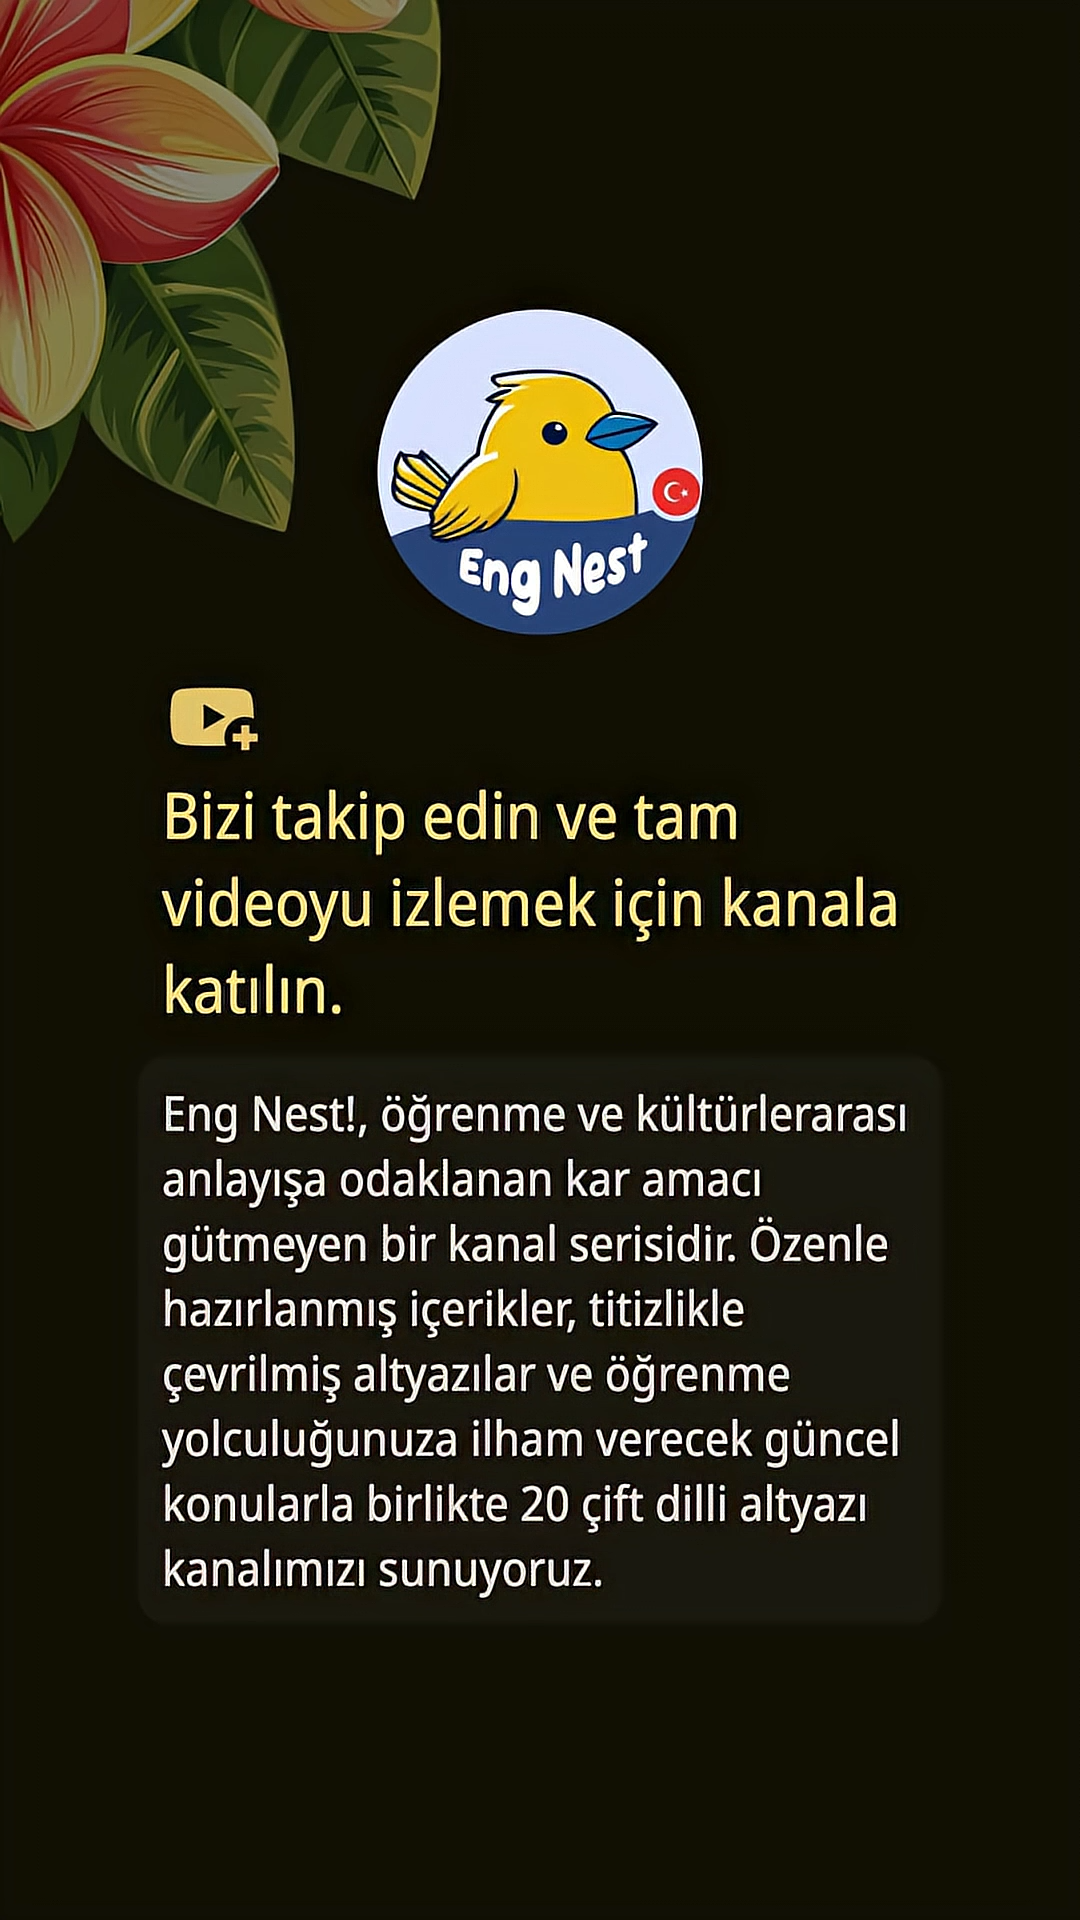 Eng Nest
Bizi takip edin ve tam
videoyu izlemek için kanala
katılın.
Eng Nest!, öğrenme ve kültürlerarası
anlayışa odaklanan kar amacı
gütmeyen bir kanal serisidir. Özenle
hazırlanmış içerikler, titizlikle
çevrilmiş altyazılar ve öğrenme
yolculuğunuza ilham verecek güncel
konularla birlikte 20 çift dilli altyazı
kanalımızı sunuyoruz.